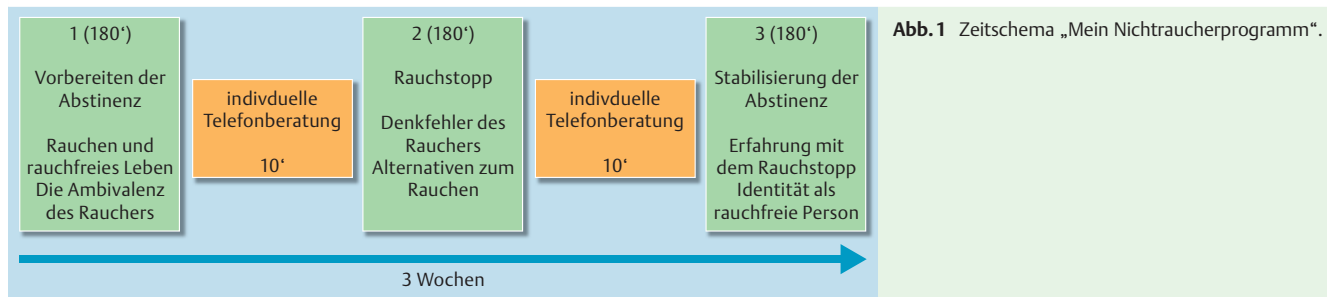 1 (180‘)
Vorbereiten der
Abstinenz
Rauchen und
rauchfreies Leben
Die Ambivalenz
des Rauchers
indivduelle
Telefonberatung
10‘
2 (180‘)
Rauchstopp
Denkfehler des
Rauchers
Alternativen zum
Rauchen
indivduelle
Telefonberatung
10‘
3 (180‘)
Stabilisierung der
Abstinenz
Erfahrung mit
dem Rauchstopp
Identität als
rauchfreie Person
3 Wochen
Abb. 1 Zeitschema „Mein Nichtraucherprogramm“.